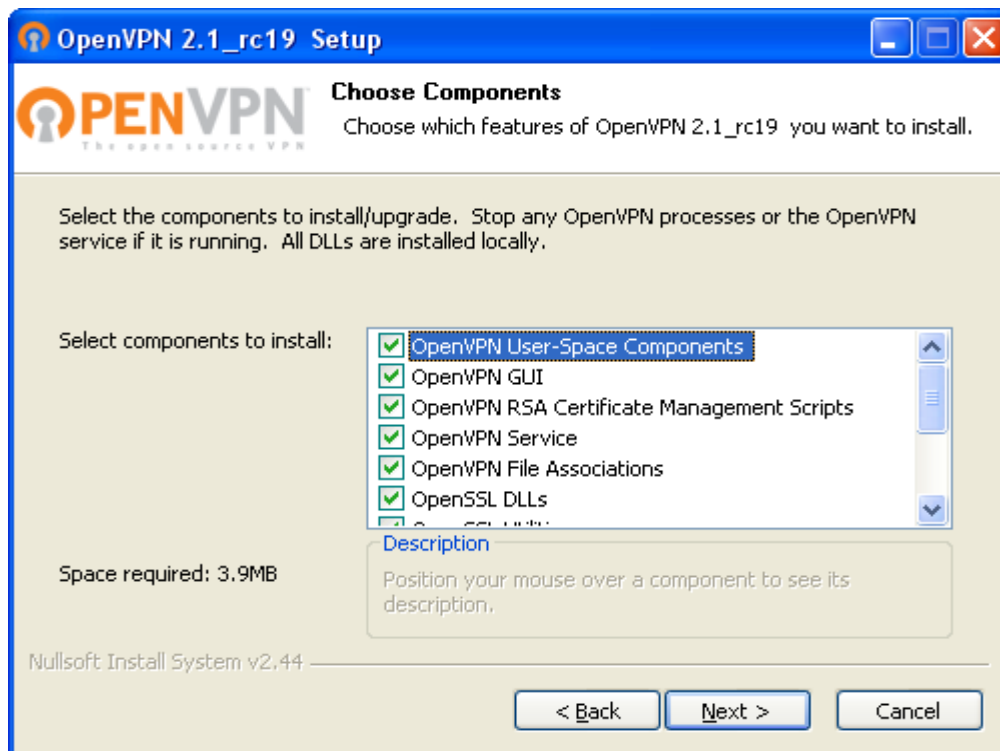 OpenVPN 2.1_rc19 Setup
OPENVPN
The open source VPN
Choose Components
Choose which features of OpenVPN 2.1_rc19 you want to install.
Select the components to install/upgrade. Stop any OpenVPN processes or the OpenVPN
service if it is running. All DLLs are installed locally.
Select components to install:
OpenVPN User-Space Components
OpenVPN GUI
OpenVPN RSA Certificate Management Scripts
OpenVPN Service
OpenVPN File Associations
OpenSSL DLLs
Space required: 3.9MB
Description
Position your mouse over a component to see its
description.
Nullsoft Install System v2.44
< Back
Next >
Cancel